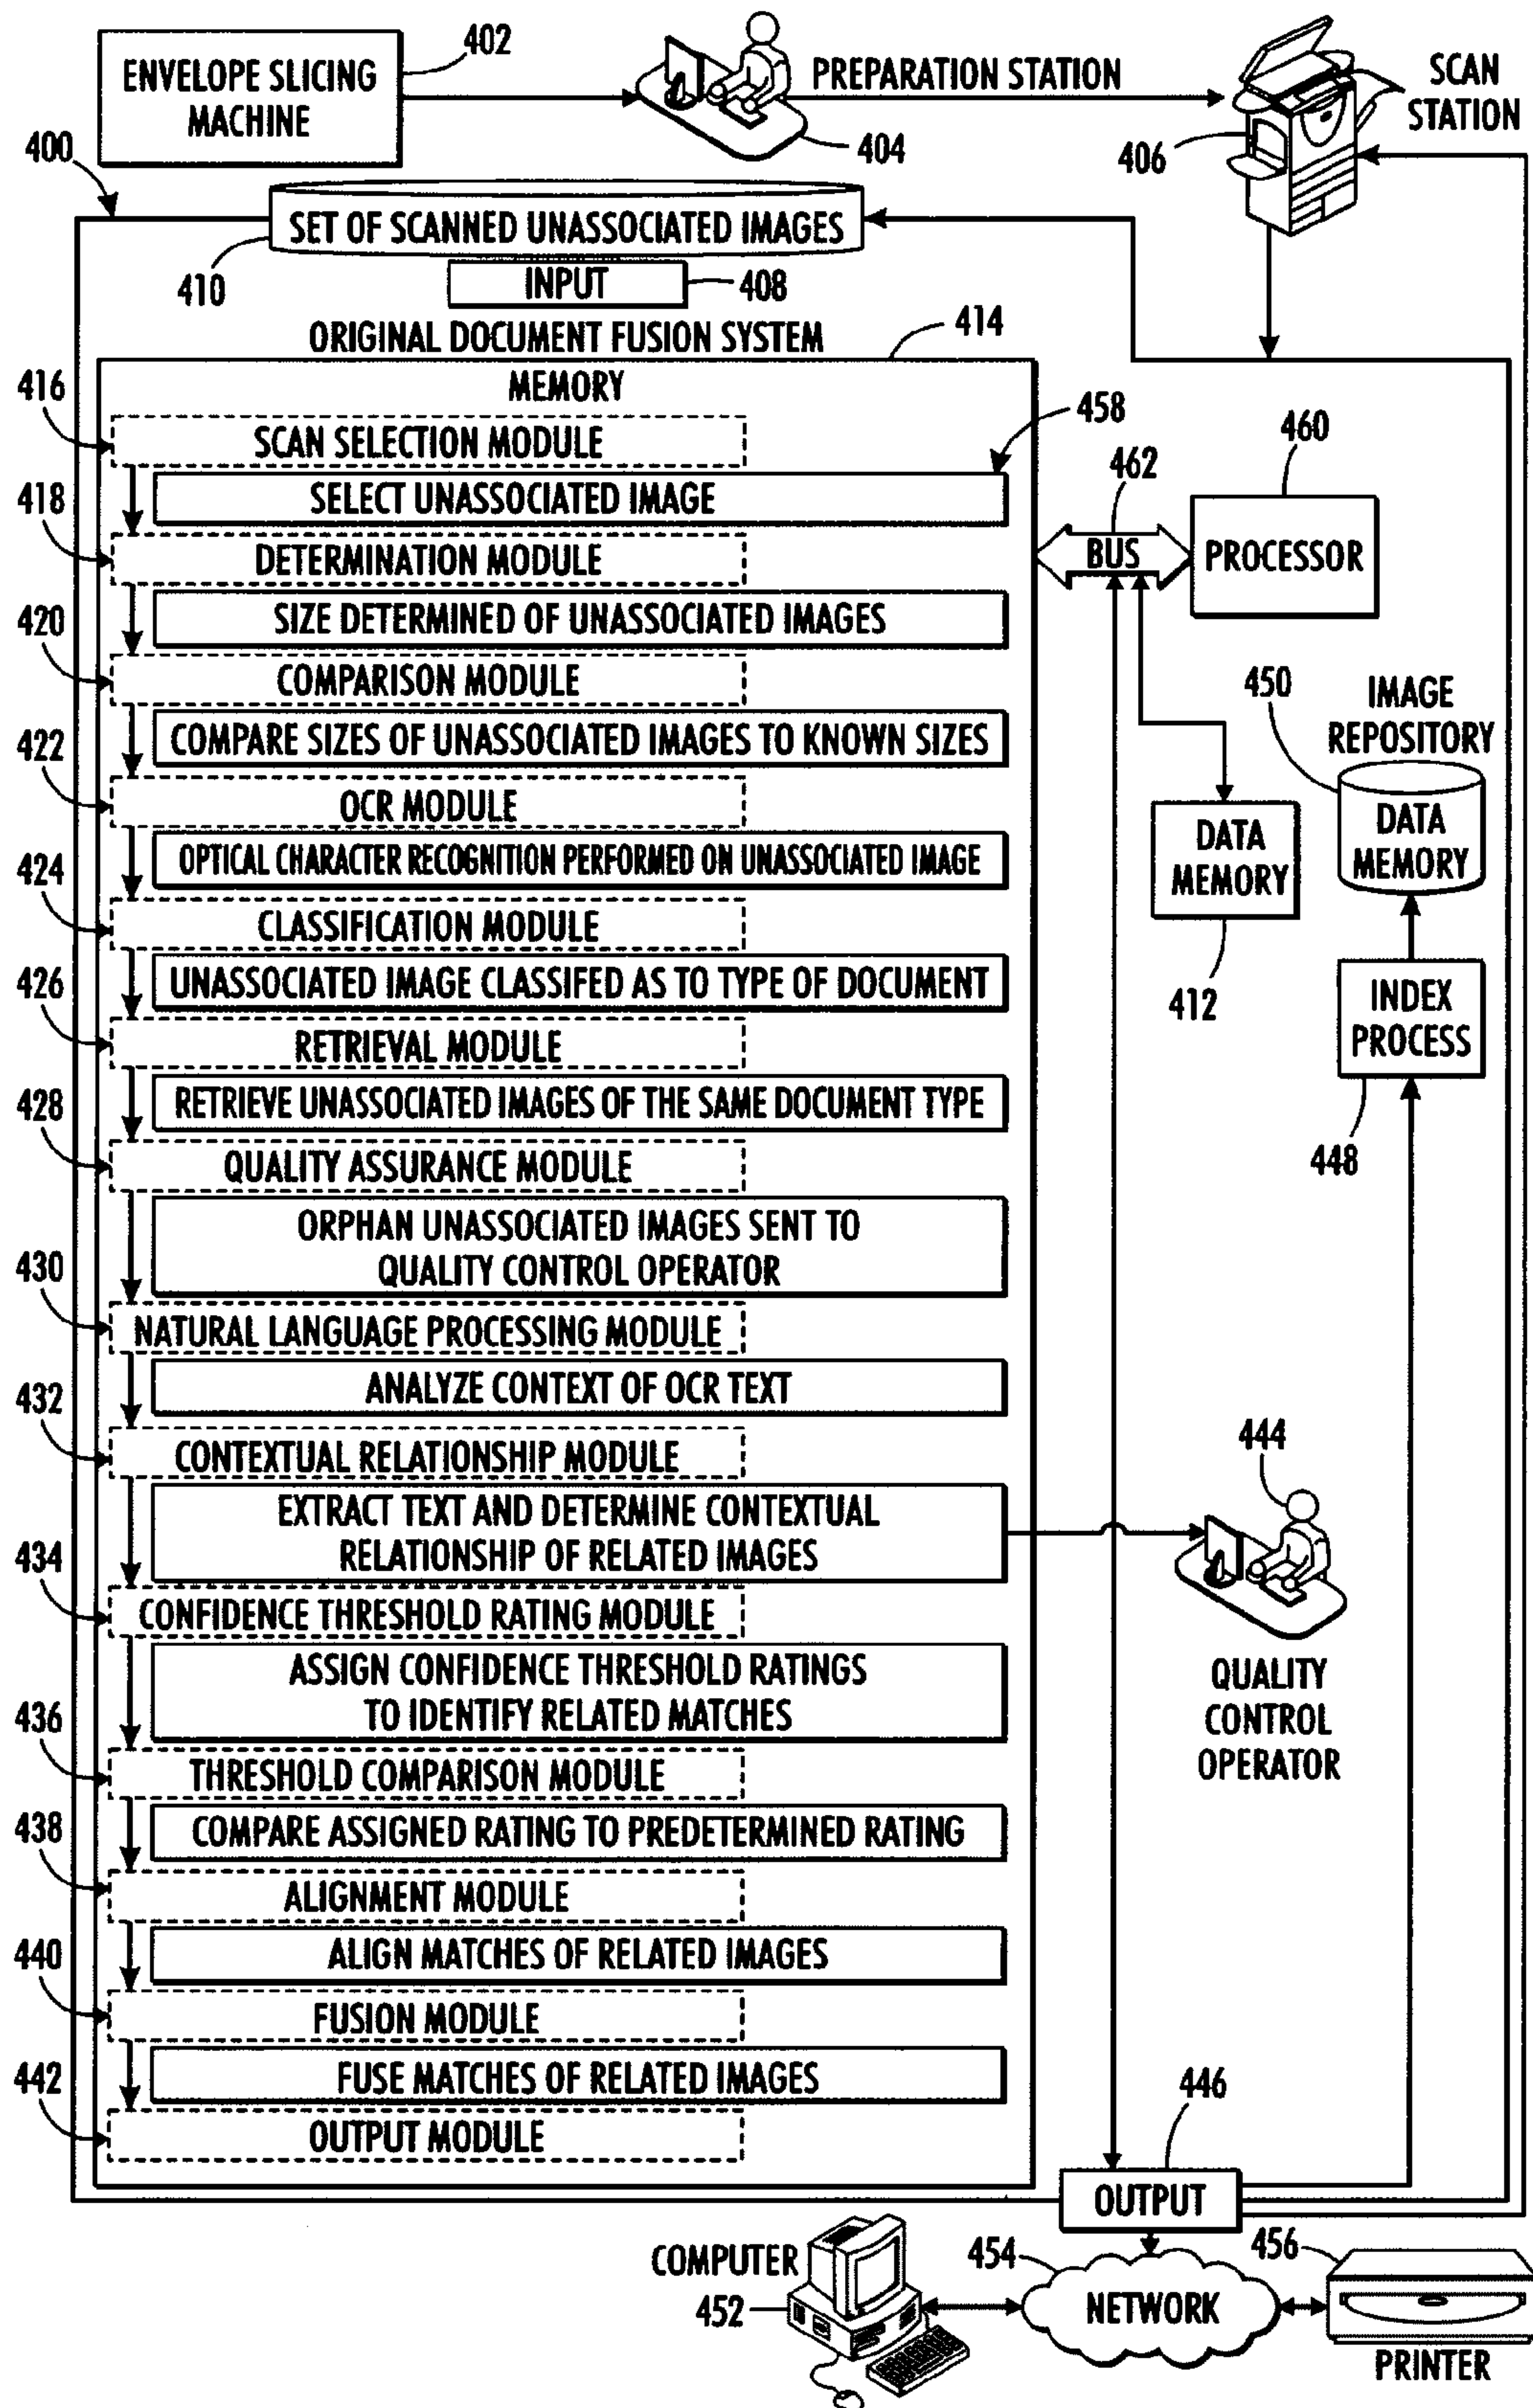 ENVELOPE SLICING
MACHINE
402
PREPARATION STATION
404
SCAN
STATION
406
400
SET OF SCANNED UNASSOCIATED IMAGES
410
INPUT
408
ORIGINAL DOCUMENT FUSION SYSTEM
414
MEMORY
416
SCAN SELECTION MODULE
458
SELECT UNASSOCIATED IMAGE
418
DETERMINATION MODULE
SIZE DETERMINED OF UNASSOCIATED IMAGES
420
COMPARISON MODULE
COMPARE SIZES OF UNASSOCIATED IMAGES TO KNOWN SIZES
422
OCR MODULE
OPTICAL CHARACTER RECOGNITION PERFORMED ON UNASSOCIATED IMAGE
424
CLASSIFICATION MODULE
UNASSOCIATED IMAGE CLASSIFED AS TO TYPE OF DOCUMENT
426
RETRIEVAL MODULE
RETRIEVE UNASSOCIATED IMAGES OF THE SAME DOCUMENT TYPE
428
QUALITY ASSURANCE MODULE
ORPHAN UNASSOCIATED IMAGES SENT TO
QUALITY CONTROL OPERATOR
430
NATURAL LANGUAGE PROCESSING MODULE
ANALYZE CONTEXT OF OCR TEXT
432
CONTEXTUAL RELATIONSHIP MODULE
EXTRACT TEXT AND DETERMINE CONTEXTUAL
RELATIONSHIP OF RELATED IMAGES
434
CONFIDENCE THRESHOLD RATING MODULE
ASSIGN CONFIDENCE THRESHOLD RATINGS
TO IDENTIFY RELATED MATCHES
436
THRESHOLD COMPARISON MODULE
COMPARE ASSIGNED RATING TO PREDETERMINED RATING
438
ALIGNMENT MODULE
ALIGN MATCHES OF RELATED IMAGES
440
FUSION MODULE
FUSE MATCHES OF RELATED IMAGES
442
OUTPUT MODULE
462
BUS
460
PROCESSOR
450
IMAGE
REPOSITORY
DATA
MEMORY
DATA
MEMORY
412
INDEX
PROCESS
448
444
QUALITY
CONTROL
OPERATOR
446
OUTPUT
COMPUTER
452
454
NETWORK
456
PRINTER